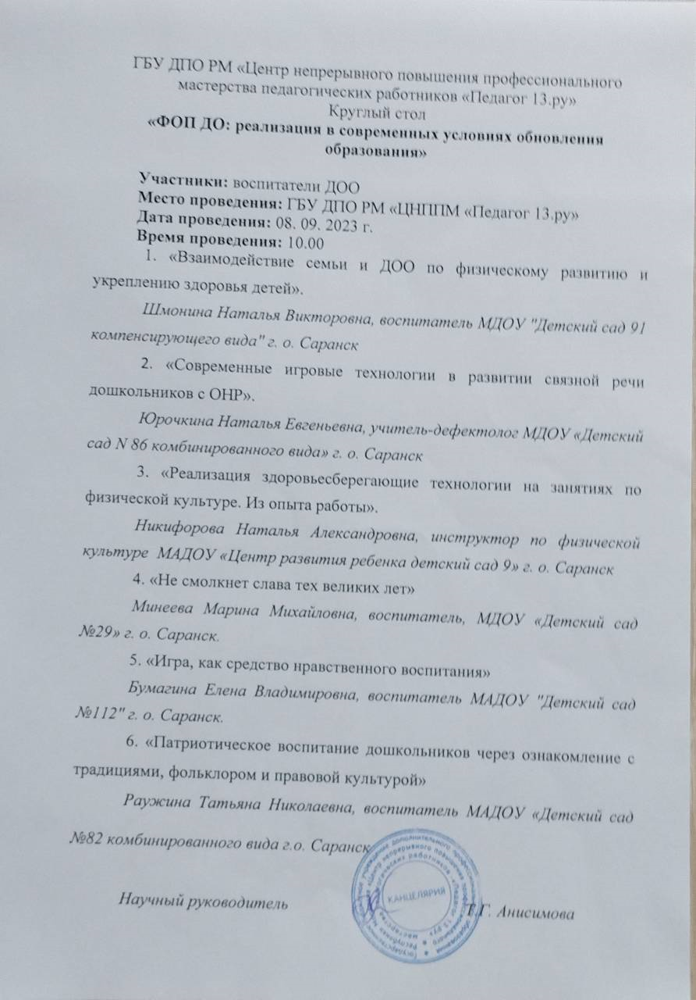 ГБУ ДПО РМ «Центр непрерывного повышения профессионального
мастерства педагогических работников «Педагог 13.ру»
Круглый стол
«ФОП ДО: реализация в современных условиях обновления
образования»
Участники: воспитатели ДОО
Место проведения: ГБУ ДПО РМ «ЦНППМ «Педагог 13.ру»
Дата проведения: 08. 09. 2023 г.
Время проведения: 10.00
1. «Взаимодействие семьи и ДОО по физическому развитию и
укреплению здоровья детей».
Шмонина Наталья Викторовна, воспитатель МДОУ "Детский сад 91
компенсирующего вида" г. о. Саранск
2. «Современные игровые технологии в развитии связной речи
дошкольников с ОНР».
Юрочкина Наталья Евгеньевна, учитель-дефектолог МДОУ «Детский
сад N 86 комбинированного вида» г. о. Саранск
3. «Реализация здоровьесберегающие технологии на занятиях по
физической культуре. Из опыта работы».
Никифорова Наталья Александровна, инструктор по физической
культуре МАДОУ «Центр развития ребенка детский сад 9» г. о. Саранск
4. «Не смолкнет слава тех великих лет»
Минеева Марина Михайловна, воспитатель, МДОУ «Детский сад
№29» г. о. Саранск.
5. «Игра, как средство нравственного воспитания»
Бумагина Елена Владимировна, воспитатель МАДОУ "Детский сад
№112" г. о. Саранск.
6. «Патриотическое воспитание дошкольников через ознакомление с
традициями, фольклором и правовой культурой»
Раужина Татьяна Николаевна, воспитатель МАДОУ «Детский сад
№82 комбинированного вида г.о. Саранск
КАНЦЕЛЯРИЯ
Научный руководитель Т.Г. Анисимова